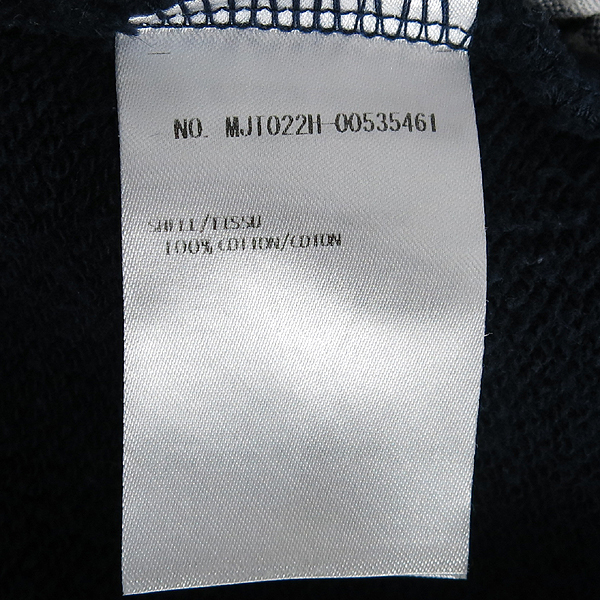 NO. MJT022H-00535461
SHELL/TISSU
100% COTTON/COTON